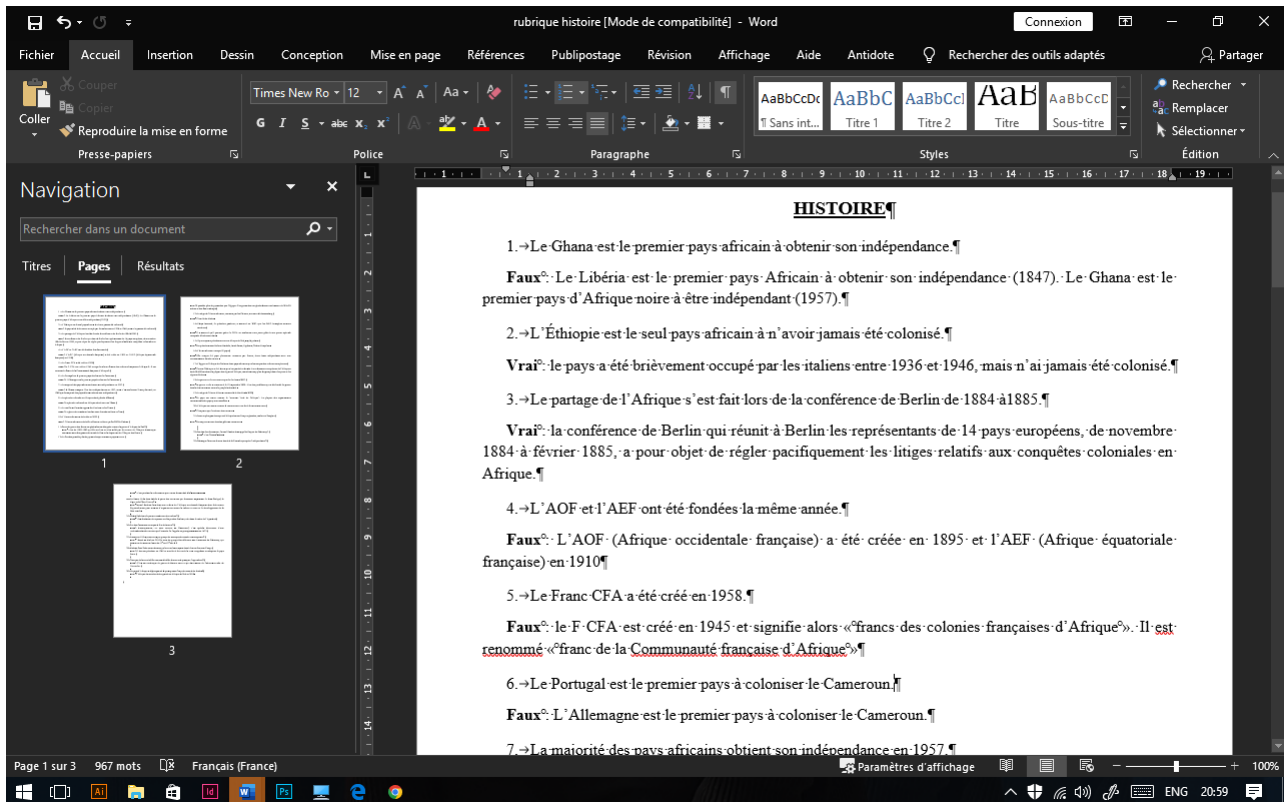 rubrique histoire [Mode de compatibilité] - Word
Connexion
Fichier Accueil Insertion Dessin Conception Mise en page Références Publipostage Révision Affichage Aide Antidote Rechercher des outils adaptés Partager
Coller
Couper
Copier
Reproduire la mise en forme
Presse-papiers
Times New Ro 12
G I S abc X₂ X²
Police
Paragraphe
AaBbCcDc AaBbC AaBbCc AaB AaBbCcD
¶ Sans int... Titre 1 Titre 2 Titre Sous-titre
Styles
Rechercher
Remplacer
Sélectionner
Édition
Navigation
Rechercher dans un document
Titres Pages Résultats
1
2
3
HISTOIRE¶
1.→Le Ghana est le premier pays africain à obtenir son indépendance.¶
Faux°: Le Libéria est le premier pays Africain à obtenir son indépendance (1847). Le Ghana est le
premier pays d’Afrique noire à être indépendant (1957).¶
2.→L’Éthiopie est le seul pays africain à n’avoir jamais été colonisé.¶
Vrai°: le pays a été brièvement occupé par les italiens entre 1936 et 1946, mais n’ai jamais été colonisé.¶
3.→Le partage de l’Afrique s’est fait lors de la conférence de Berlin de 1884 à1885.¶
Vrai°: la conférence de Berlin qui réunit à Berlin les représentants de 14 pays européens, de novembre
1884 à février 1885, a pour objet de régler pacifiquement les litiges relatifs aux conquêtes coloniales en
Afrique.¶
4.→L’AOF et l’AEF ont été fondées la même année.¶
Faux°: L’AOF (Afrique occidentale française) a été créée en 1895 et l’AEF (Afrique équatoriale
française) en 1910¶
5.→Le Franc CFA a été créé en 1958.¶
Faux°: le F CFA est créé en 1945 et signifie alors «°francs des colonies françaises d’Afrique°». Il est
renommé «°franc de la Communauté française d’Afrique°»¶
6.→Le Portugal est le premier pays à coloniser le Cameroun.¶
Faux°: L’Allemagne est le premier pays à coloniser le Cameroun.¶
7.→La majorité des pays africains obtient son indépendance en 1957.¶
Page 1 sur 3 967 mots Français (France) Paramètres d'affichage 100%
ENG 20:59